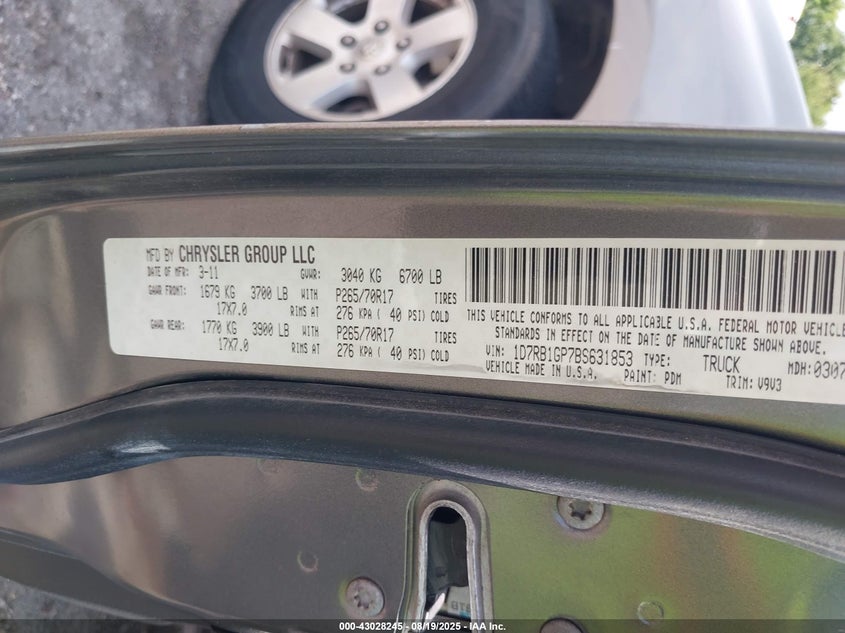 MFD BY CHRYSLER GROUP LLC
DATE OF MFR: 3-11 GVWR: 3040 KG 6700 LB
GAWR FRONT: 1679 KG 3700 LB WITH P265/70R17 TIRES
17X7.0 RIMS AT 276 KPA ( 40 PSI) COLD
GAWR REAR: 1770 KG 3900 LB WITH P265/70R17 TIRES
17X7.0 RIMS AT 276 KPA ( 40 PSI) COLD
THIS VEHICLE CONFORMS TO ALL APPLICABLE U.S.A. FEDERAL MOTOR VEHICLE
STANDARDS IN EFFECT ON THE DATE OF MANUFACTURE SHOWN ABOVE.
VIN: 1D7RB1GP7BS631853 TYPE: TRUCK MDH: 0307
VEHICLE MADE IN U.S.A. PAINT: PDM TRIM: V9V3
000-43028245 - 08/19/2025 - IAA Inc.